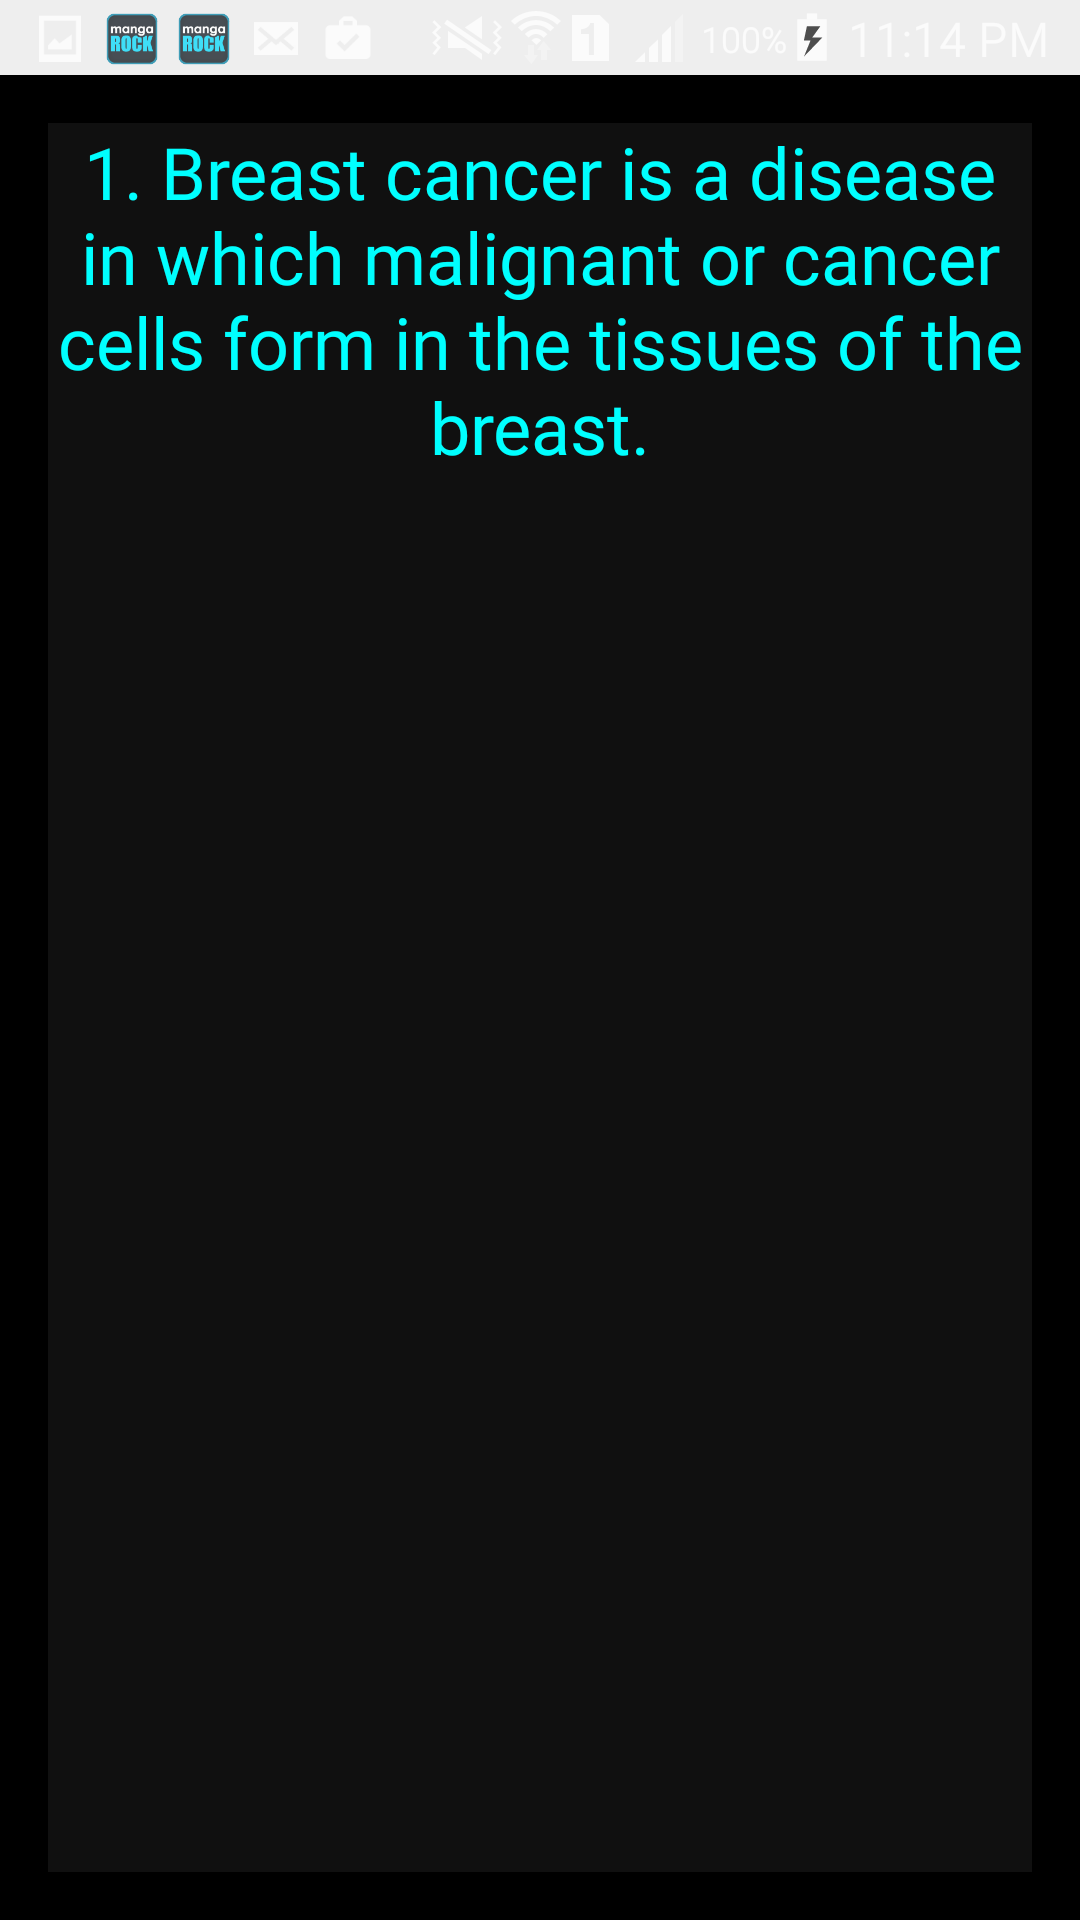 manga ROCK manga ROCK 1 100% 11:14 PM
1. Breast cancer is a disease
in which malignant or cancer
cells form in the tissues of the
breast.